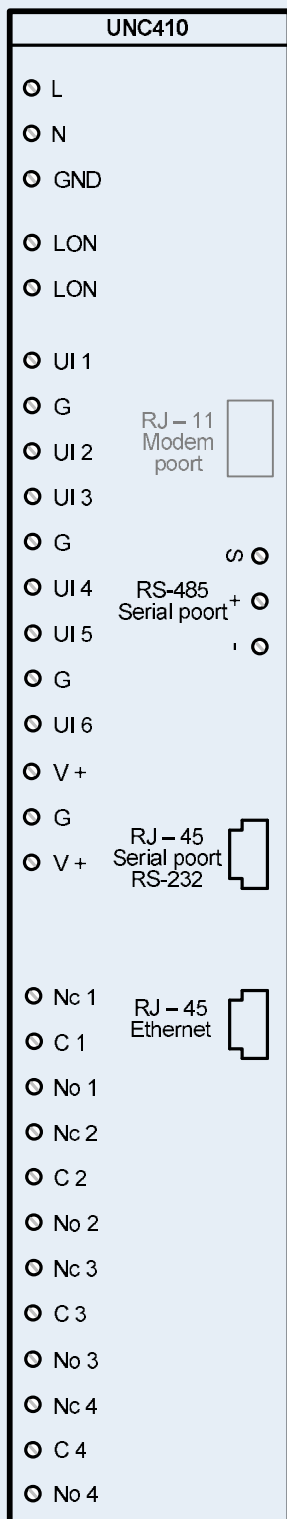 UNC410
L
N
GND
LON
LON
UI 1
G
UI 2
UI 3
G
UI 4
UI 5
G
UI 6
V +
G
V +
Nc 1
C 1
No 1
Nc 2
C 2
No 2
Nc 3
C 3
No 3
Nc 4
C 4
No 4
RJ – 11
Modem
poort
S
+
-
RS-485
Serial poort
RJ – 45
Serial poort
RS-232
RJ – 45
Ethernet